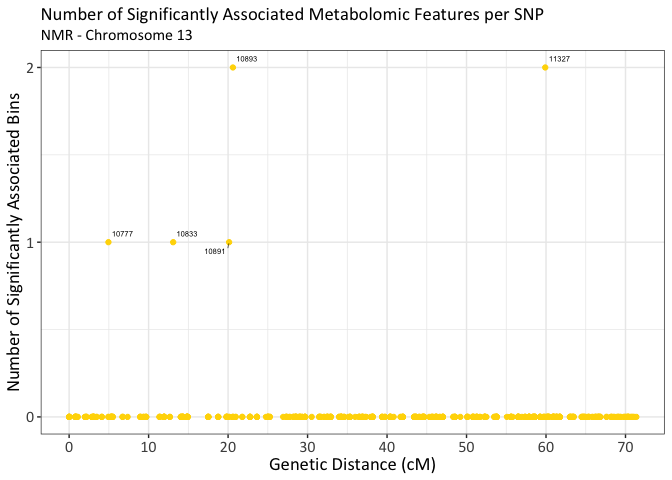 Number of Significantly Associated Metabolomic Features per SNP
NMR - Chromosome 13
Number of Significantly Associated Bins
2
1
0
10893
11327
10777
10833
10891
0 10 20 30 40 50 60 70
Genetic Distance (cM)